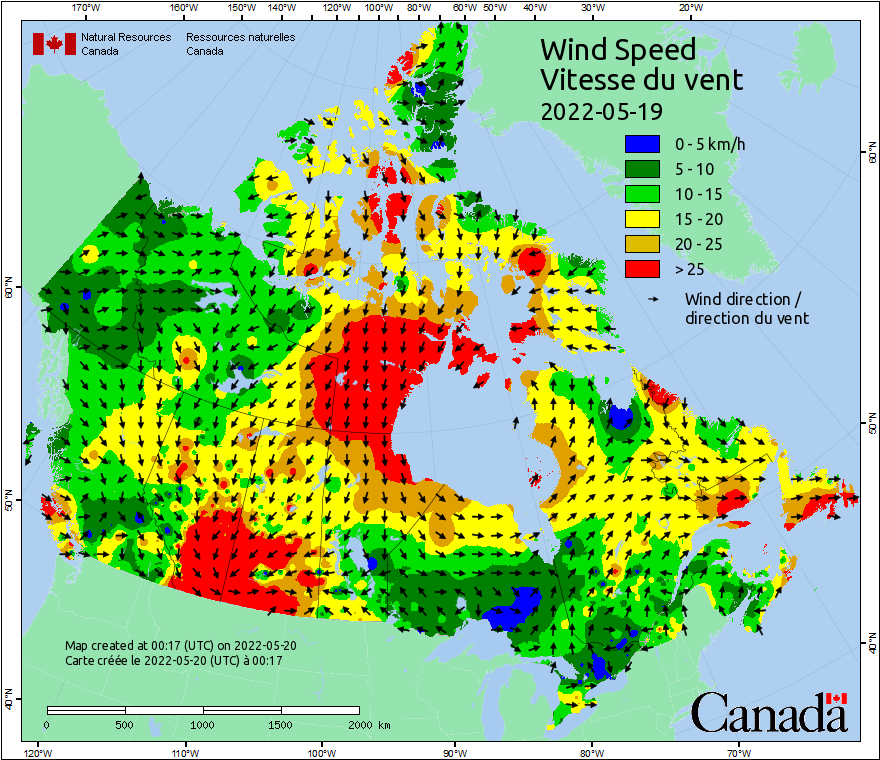 170°W 160°W 150°W 140°W 130°W 120°W 110°W 100°W 90°W 80°W 70°W 60°W 50°W 40°W 30°W 20°W
Natural Resources Ressources naturelles
Canada Canada
Wind Speed
Vitesse du vent
2022-05-19
0 - 5 km/h
5 - 10
10 - 15
15 - 20
20 - 25
> 25
Wind direction /
direction du vent
60°N
60°N
50°N
50°N
40°N
40°N
Map created at 00:17 (UTC) on 2022-05-20
Carte créée le 2022-05-20 (UTC) à 00:17
0 500 1000 1500 2000 km
Canada
120°W 110°W 100°W 90°W 80°W 70°W